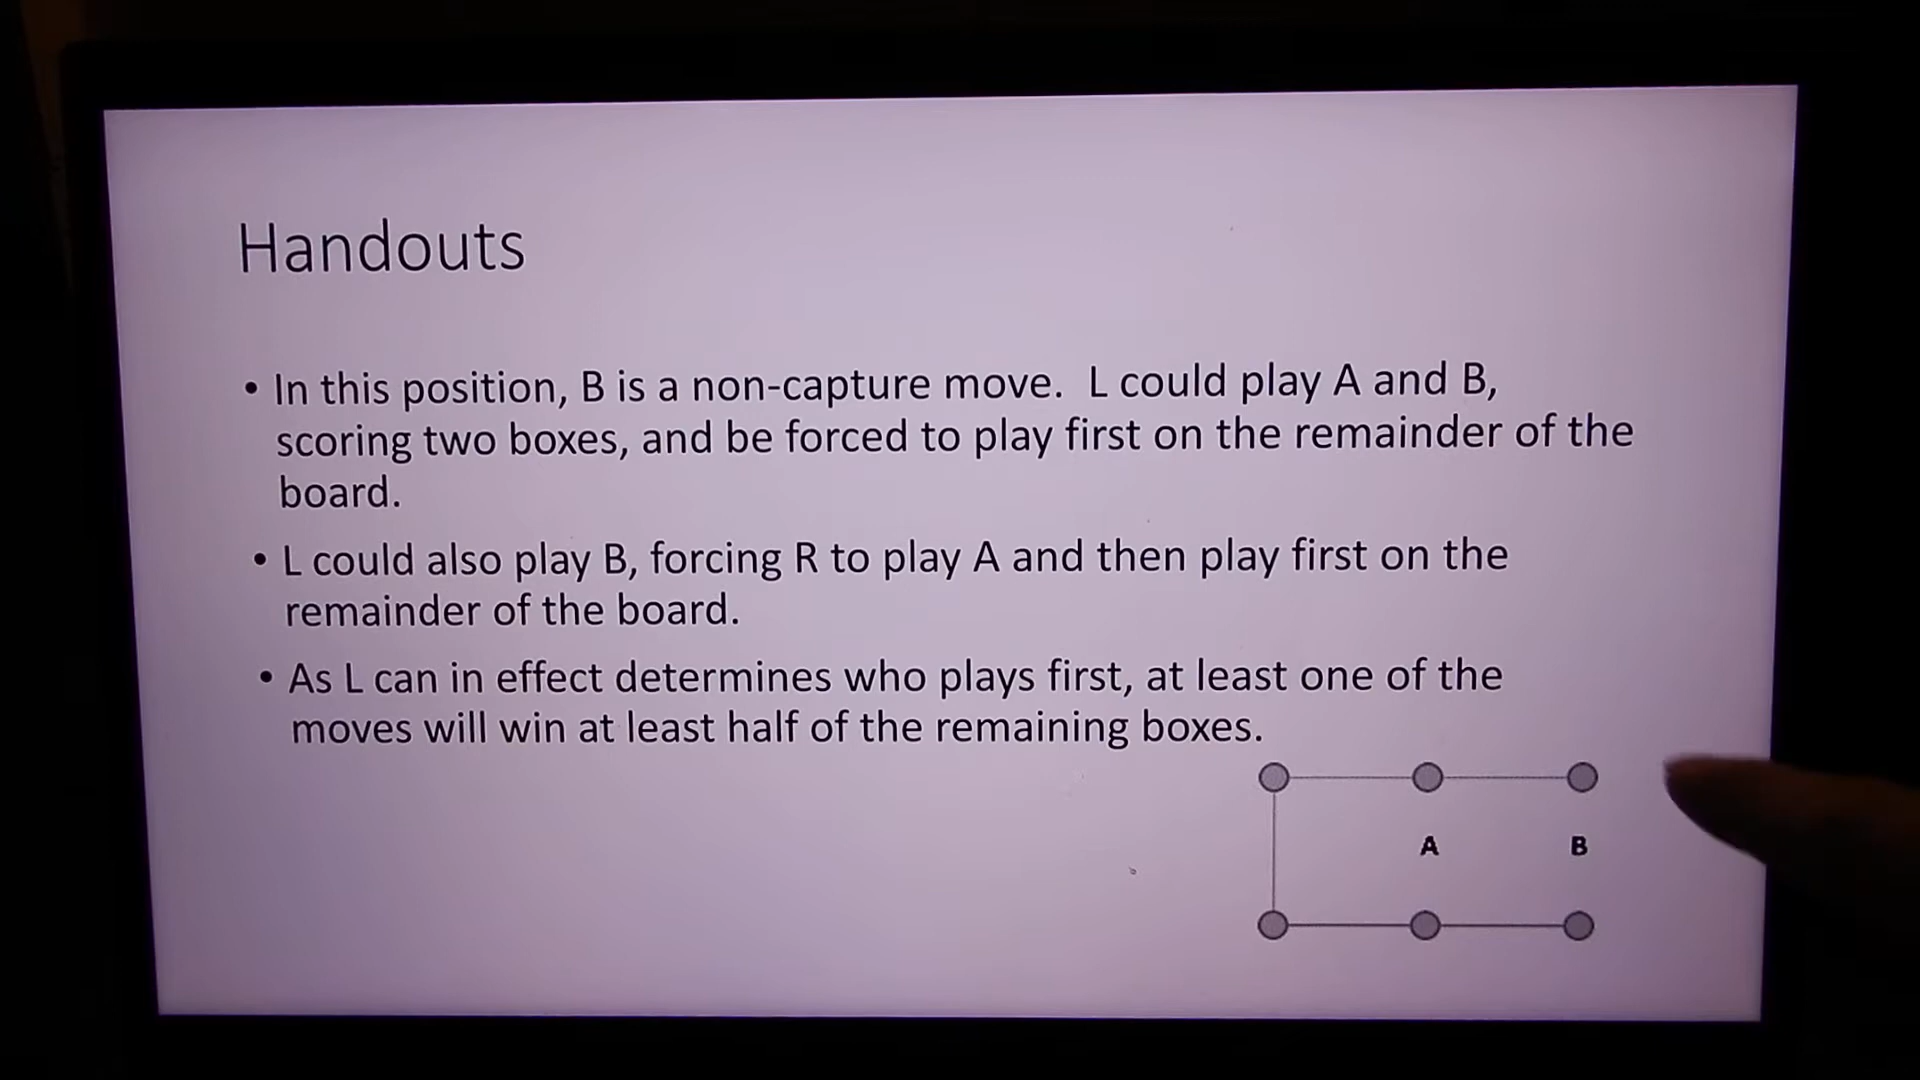 Handouts
• In this position, B is a non-capture move. L could play A and B,
scoring two boxes, and be forced to play first on the remainder of the
board.
• L could also play B, forcing R to play A and then play first on the
remainder of the board.
• As L can in effect determines who plays first, at least one of the
moves will win at least half of the remaining boxes.
A B